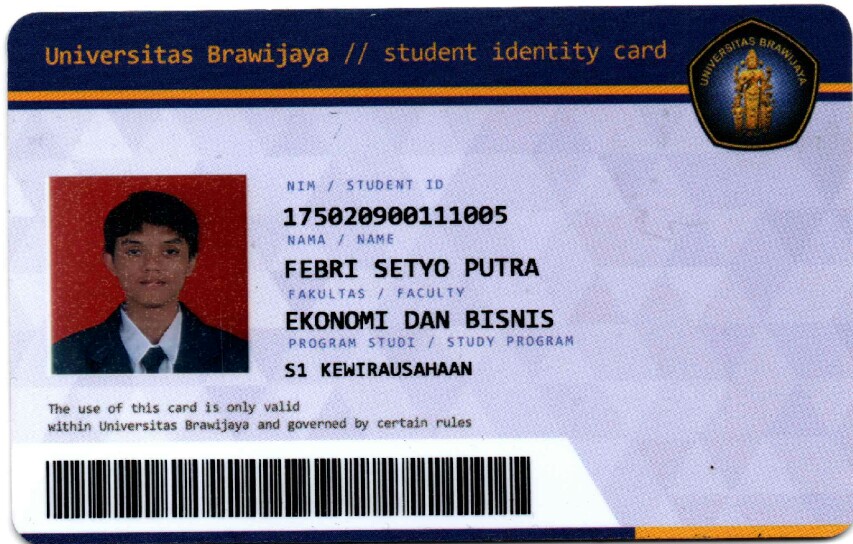 Universitas Brawijaya // student identity card
UNIVERSITAS BRAWIJAYA
NIM / STUDENT ID
175020900111005
NAMA / NAME
FEBRI SETYO PUTRA
FAKULTAS / FACULTY
EKONOMI DAN BISNIS
PROGRAM STUDI / STUDY PROGRAM
S1 KEWIRAUSAHAAN
The use of this card is only valid
within Universitas Brawijaya and governed by certain rules